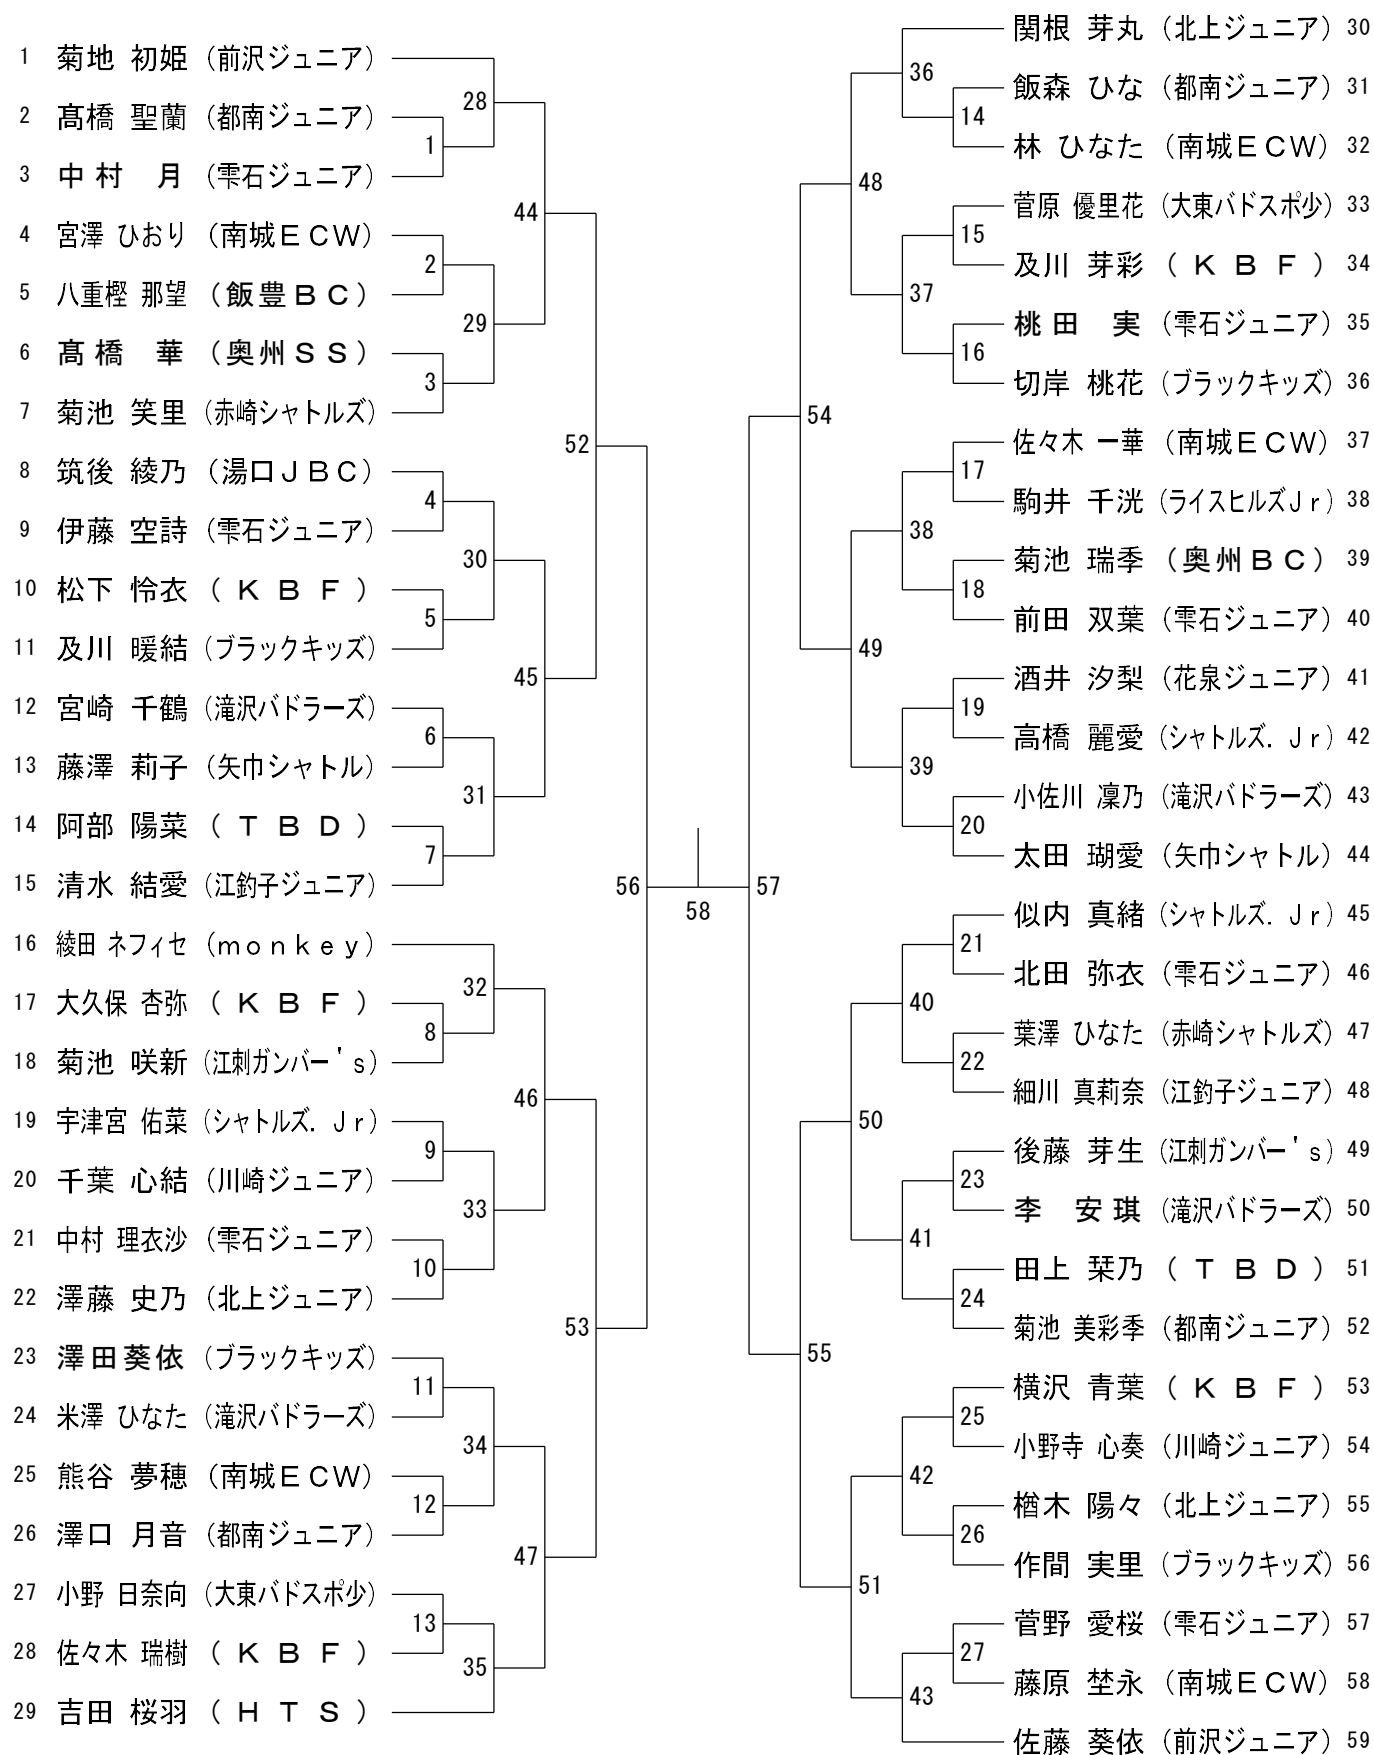 1 菊地 初姫 (前沢ジュニア)
2 髙橋 聖蘭 (都南ジュニア)
3 中村 月 (雫石ジュニア)
4 宮澤 ひおり (南城ECW)
5 八重樫 那望 (飯豊BC)
6 髙橋 華 (奥州SS)
7 菊池 笑里 (赤崎シャトルズ)
8 筑後 綾乃 (湯口JBC)
9 伊藤 空詩 (雫石ジュニア)
10 松下 怜衣 (KBF)
11 及川 暖結 (ブラックキッズ)
12 宮崎 千鶴 (滝沢バドラーズ)
13 藤澤 莉子 (矢巾シャトル)
14 阿部 陽菜 (TBD)
15 清水 結愛 (江釣子ジュニア)
16 綾田 ネフィセ (monkey)
17 大久保 杏弥 (KBF)
18 菊池 咲新 (江刺ガンバー's)
19 宇津宮 佑菜 (シャトルズ. Jr)
20 千葉 心結 (川崎ジュニア)
21 中村 理衣沙 (雫石ジュニア)
22 澤藤 史乃 (北上ジュニア)
23 澤田葵依 (ブラックキッズ)
24 米澤 ひなた (滝沢バドラーズ)
25 熊谷 夢穂 (南城ECW)
26 澤口 月音 (都南ジュニア)
27 小野 日奈向 (大東バドスポ少)
28 佐々木 瑞樹 (KBF)
29 吉田 桜羽 (HTS)
1
2
3
4
5
6
7
8
9
10
11
12
13
28
29
30
31
32
33
34
35
44
45
46
47
52
53
56
58
57
54
55
48
49
50
51
36
37
38
39
40
41
42
43
14
15
16
17
18
19
20
21
22
23
24
25
26
27
関根 芽丸 (北上ジュニア) 30
飯森 ひな (都南ジュニア) 31
林 ひなた (南城ECW) 32
菅原 優里花 (大東バドスポ少) 33
及川 芽彩 (KBF) 34
桃田 実 (雫石ジュニア) 35
切岸 桃花 (ブラックキッズ) 36
佐々木 一華 (南城ECW) 37
駒井 千洸 (ライスヒルズJr) 38
菊池 瑞季 (奥州BC) 39
前田 双葉 (雫石ジュニア) 40
酒井 汐梨 (花泉ジュニア) 41
高橋 麗愛 (シャトルズ. Jr) 42
小佐川 凜乃 (滝沢バドラーズ) 43
太田 瑚愛 (矢巾シャトル) 44
似内 真緒 (シャトルズ. Jr) 45
北田 弥衣 (雫石ジュニア) 46
葉澤 ひなた (赤崎シャトルズ) 47
細川 真莉奈 (江釣子ジュニア) 48
後藤 芽生 (江刺ガンバー's) 49
李 安琪 (滝沢バドラーズ) 50
田上 栞乃 (TBD) 51
菊池 美彩季 (都南ジュニア) 52
横沢 青葉 (KBF) 53
小野寺 心奏 (川崎ジュニア) 54
楢木 陽々 (北上ジュニア) 55
作間 実里 (ブラックキッズ) 56
菅野 愛桜 (雫石ジュニア) 57
藤原 埜永 (南城ECW) 58
佐藤 葵依 (前沢ジュニア) 59